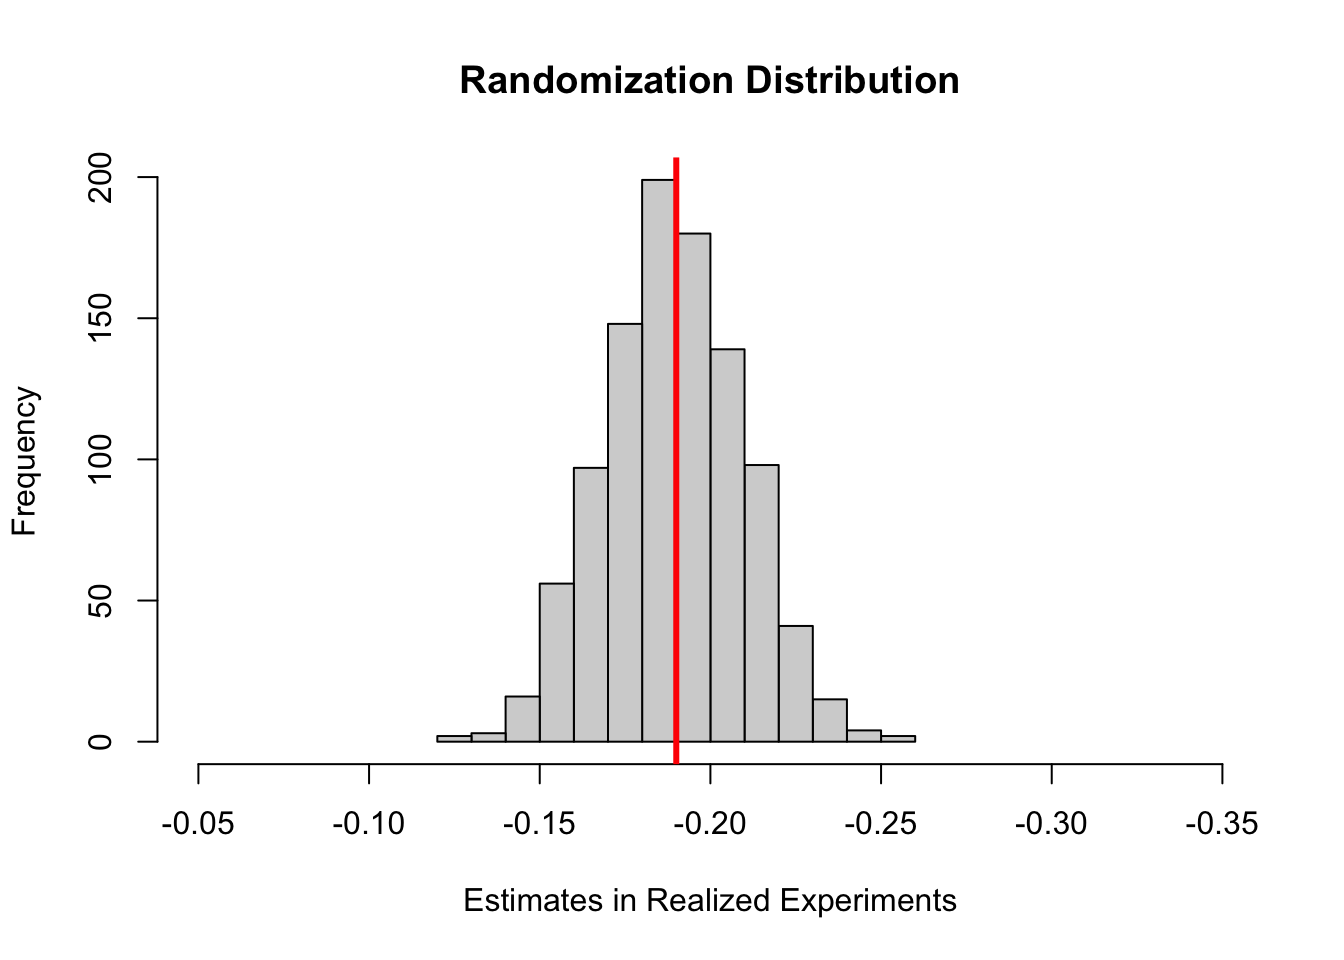 Randomization Distribution
200
150
100
50
0
Frequency
-0.05 -0.10 -0.15 -0.20 -0.25 -0.30 -0.35
Estimates in Realized Experiments